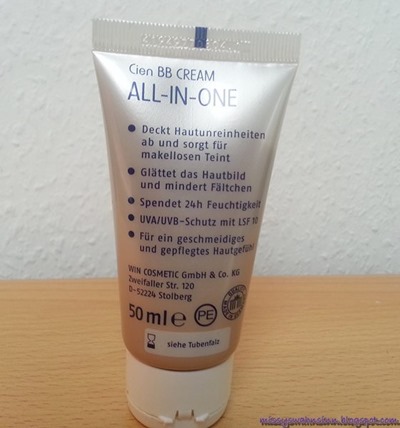 Cien BB CREAM
ALL-IN-ONE
• Deckt Hautunreinheiten
ab und sorgt für
makellosen Teint
• Glättet das Hautbild
und mindert Fältchen
• Spendet 24h Feuchtigkeit
• UVA/UVB-Schutz mit LSF 10
• Für ein geschmeidiges
und gepflegtes Hautgefühl
WIN COSMETIC GmbH & Co. KG
Zweifaller Str. 120
D-52224 Stolberg
50 ml e PE
siehe Tubenfalz